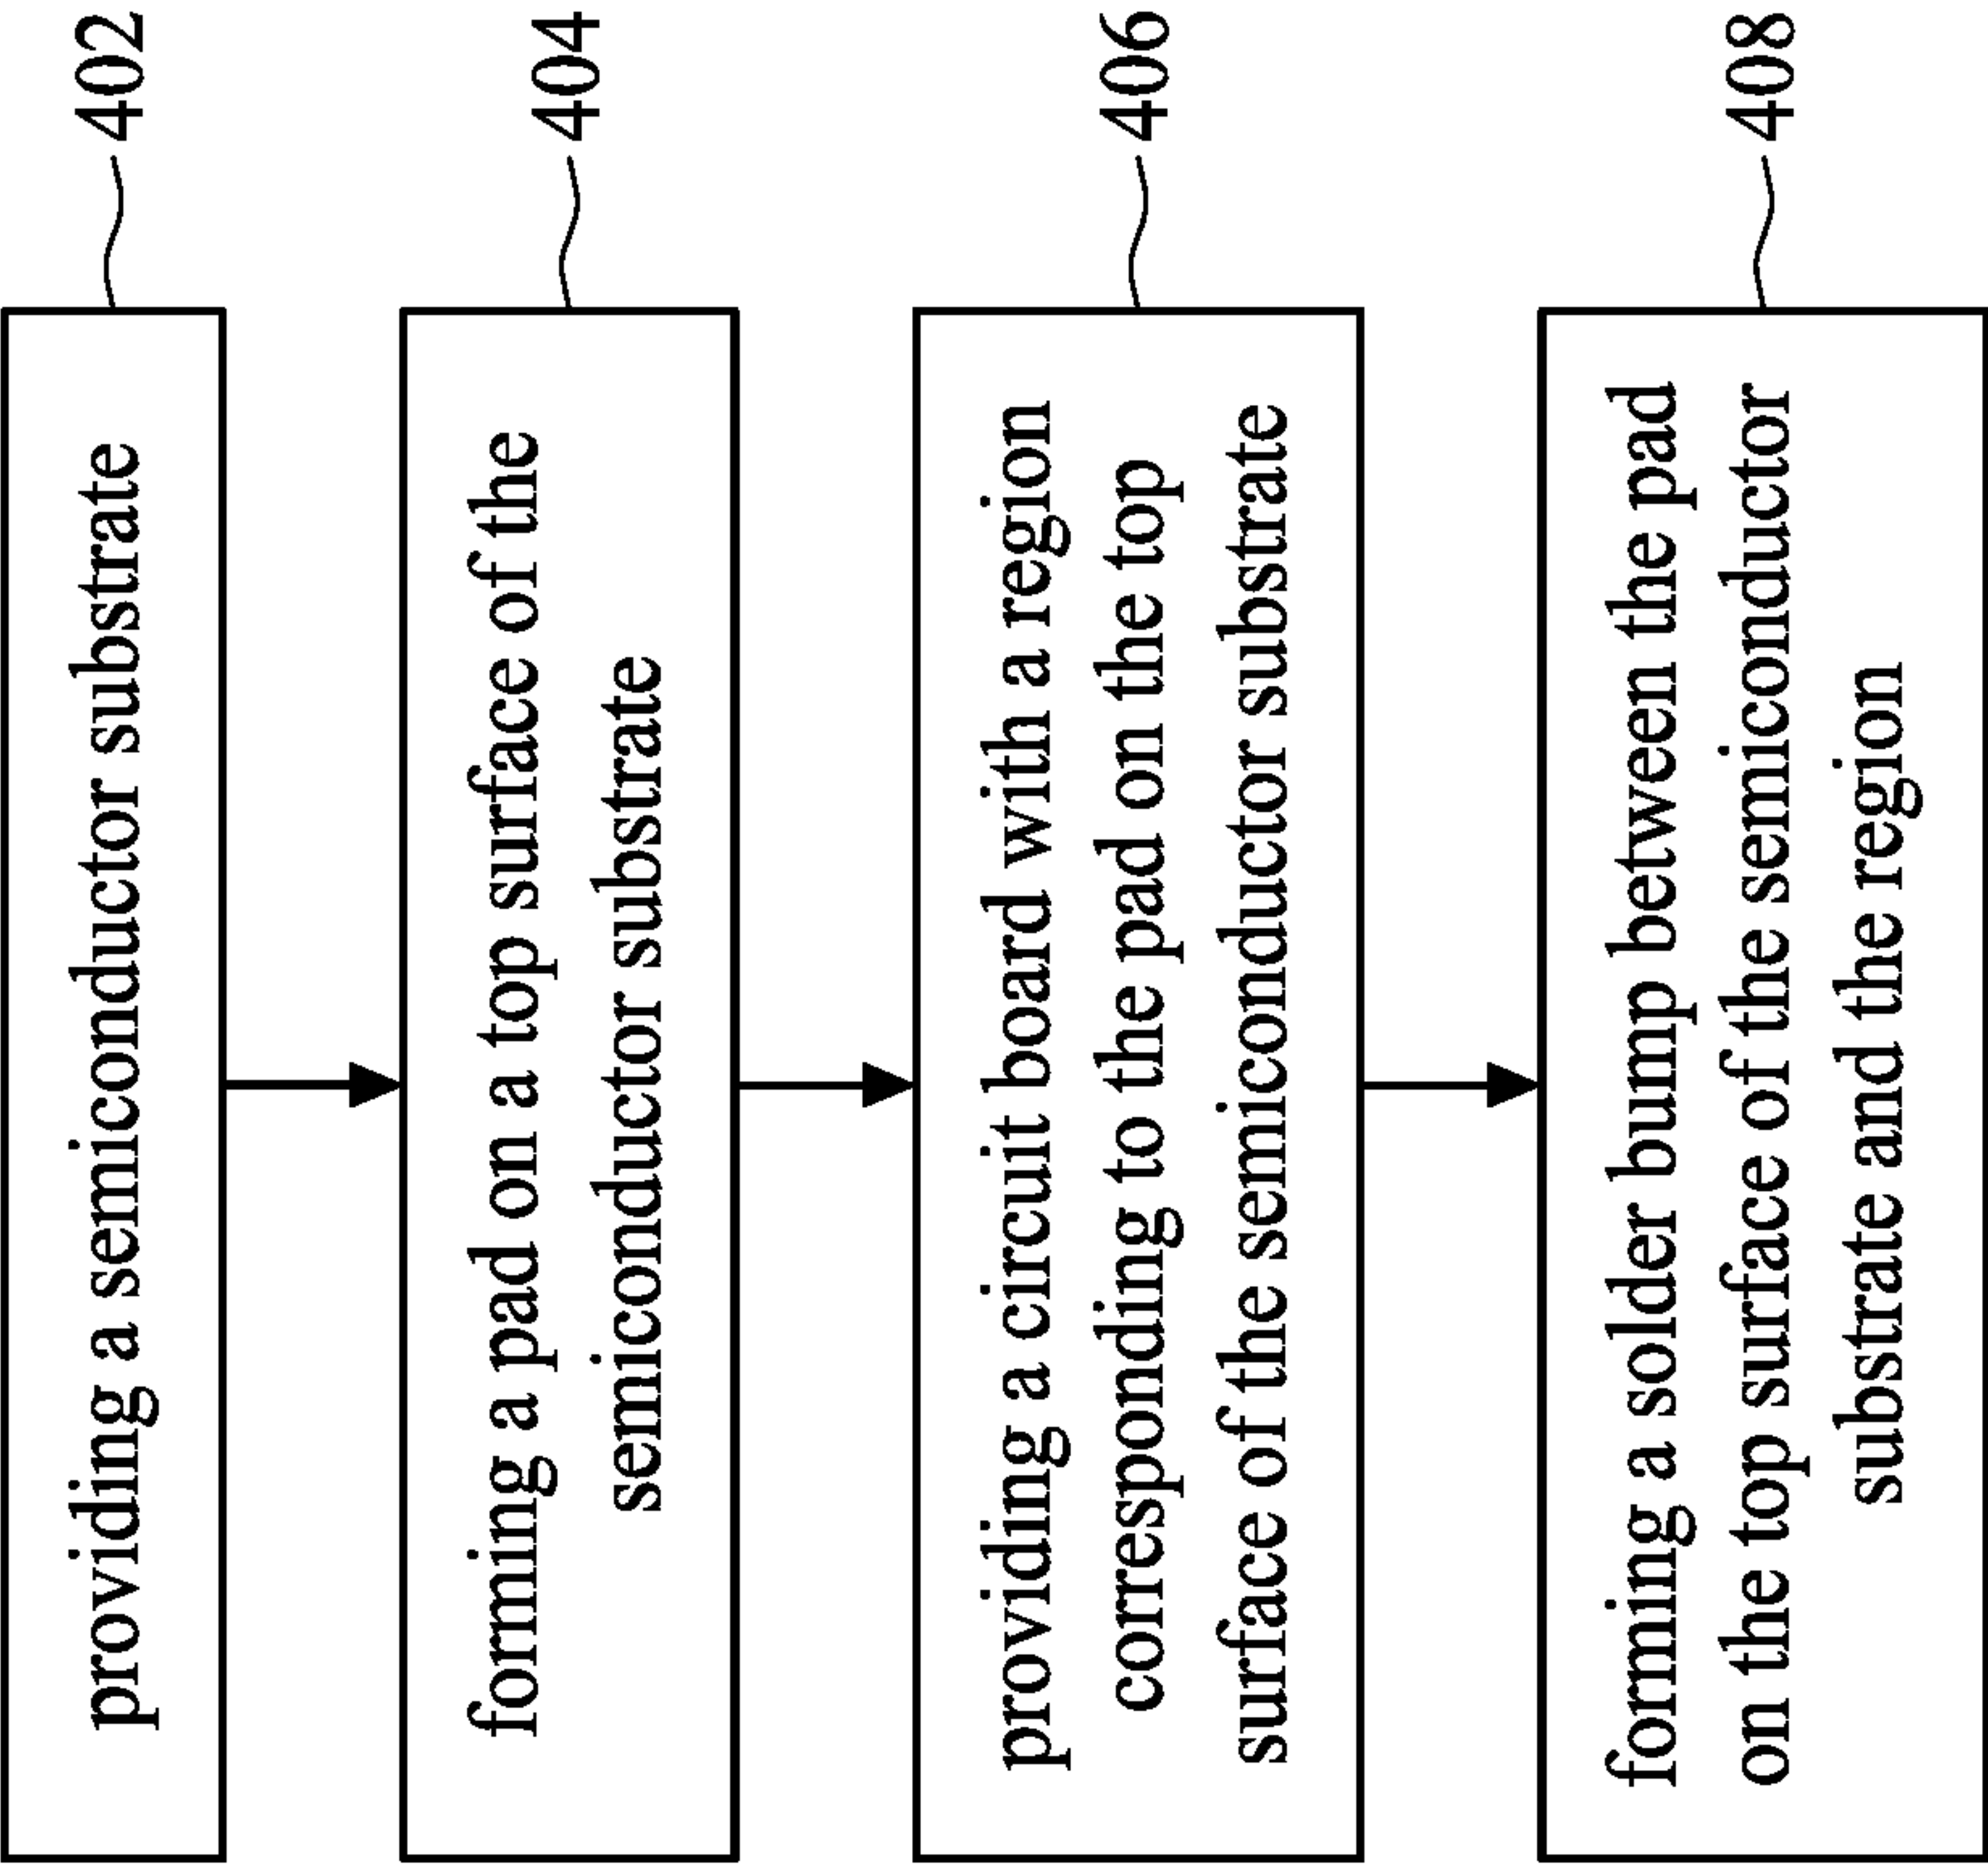 providing a semiconductor substrate
402
forming a pad on a top surface of the
semiconductor substrate
404
providing a circuit board with a region
corresponding to the pad on the top
surface of the semiconductor substrate
406
forming a solder bump between the pad
on the top surface of the semiconductor
substrate and the region
408